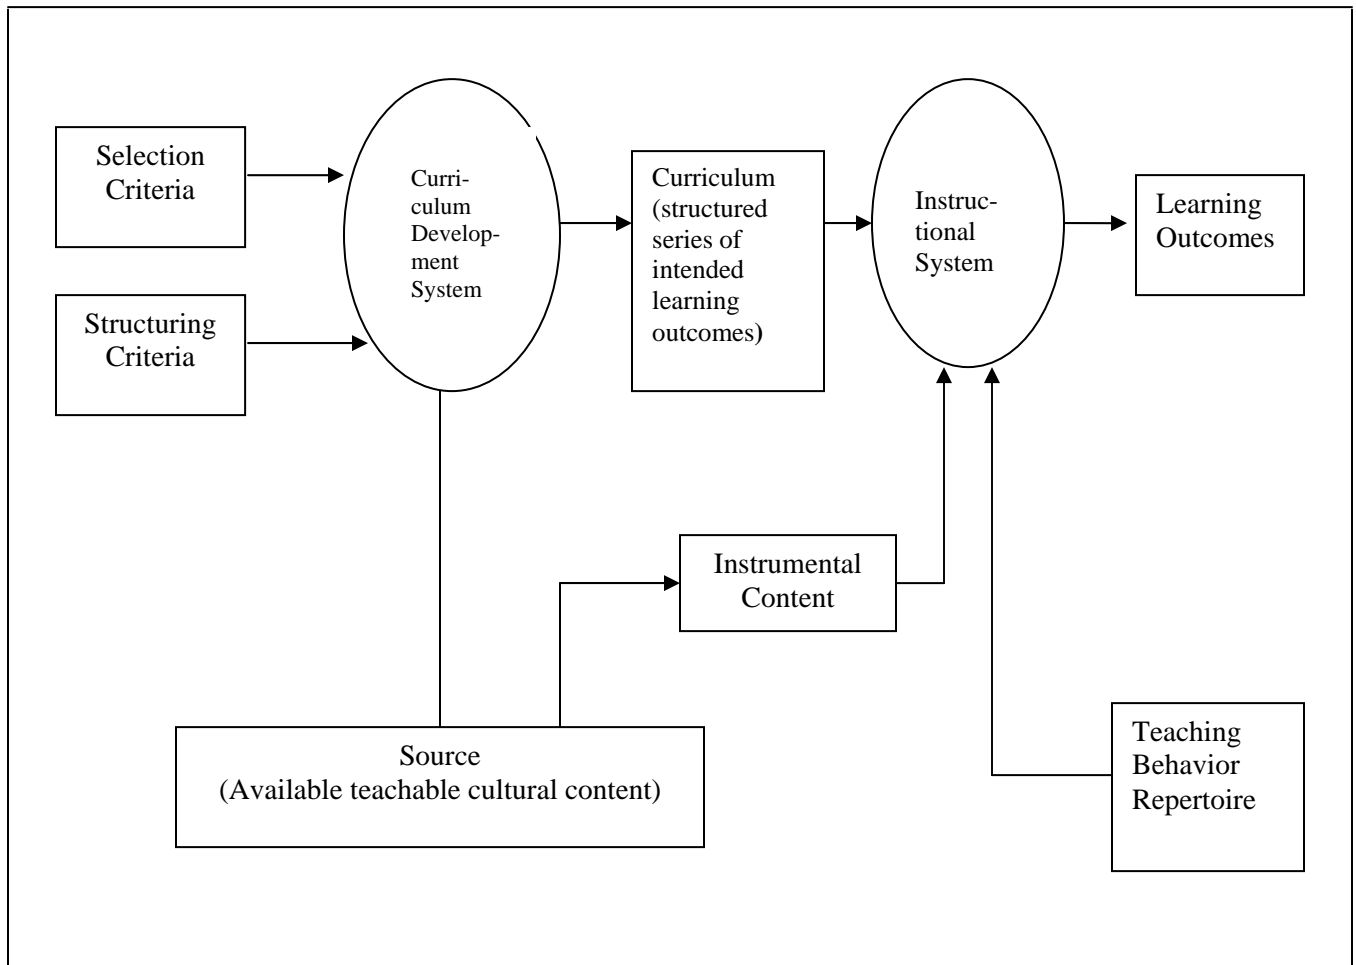 Selection
Criteria
Structuring
Criteria
Curri-
culum
Develop-
ment
System
Curriculum
(structured
series of
intended
learning
outcomes)
Instruc-
tional
System
Learning
Outcomes
Instrumental
Content
Source
(Available teachable cultural content)
Teaching
Behavior
Repertoire